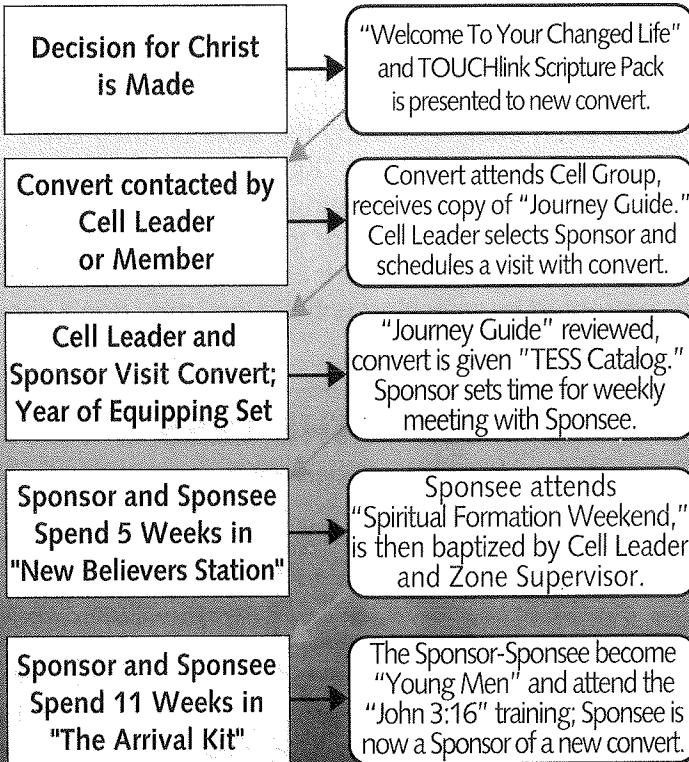 Decision for Christ
is Made
“Welcome To Your Changed Life”
and TOUCHlink Scripture Pack
is presented to new convert.
Convert contacted by
Cell Leader
or Member
Convert attends Cell Group,
receives copy of “Journey Guide.”
Cell Leader selects Sponsor and
schedules a visit with convert.
Cell Leader and
Sponsor Visit Convert;
Year of Equipping Set
“Journey Guide” reviewed,
convert is given "TESS Catalog.”
Sponsor sets time for weekly
meeting with Sponsee.
Sponsor and Sponsee
Spend 5 Weeks in
"New Believers Station"
Sponsee attends
“Spiritual Formation Weekend,”
is then baptized by Cell Leader
and Zone Supervisor.
Sponsor and Sponsee
Spend 11 Weeks in
"The Arrival Kit"
The Sponsor-Sponsee become
“Young Men” and attend the
“John 3:16” training; Sponsee is
now a Sponsor of a new convert.